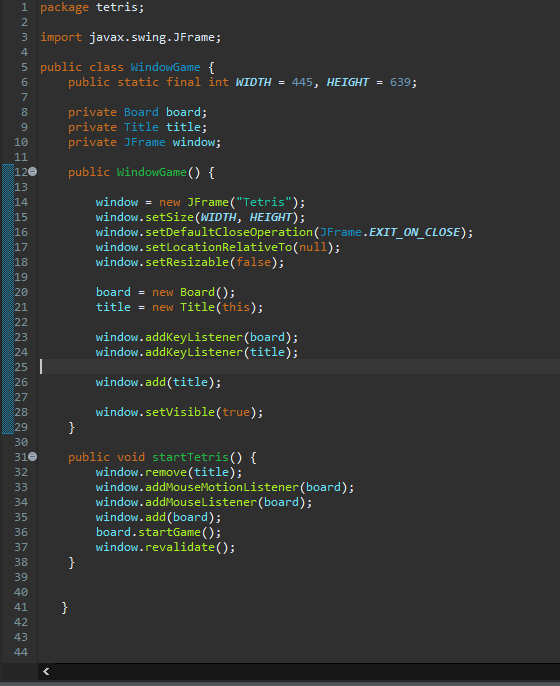 1 package tetris;
2
3 import javax.swing.JFrame;
4
5 public class WindowGame {
6     public static final int WIDTH = 445, HEIGHT = 639;
7
8     private Board board;
9     private Title title;
10     private JFrame window;
11
12     public WindowGame() {
13
14         window = new JFrame("Tetris");
15         window.setSize(WIDTH, HEIGHT);
16         window.setDefaultCloseOperation(JFrame.EXIT_ON_CLOSE);
17         window.setLocationRelativeTo(null);
18         window.setResizable(false);
19
20         board = new Board();
21         title = new Title(this);
22
23         window.addKeyListener(board);
24         window.addKeyListener(title);
25
26         window.add(title);
27
28         window.setVisible(true);
29     }
30
31     public void startTetris() {
32         window.remove(title);
33         window.addMouseMotionListener(board);
34         window.addMouseListener(board);
35         window.add(board);
36         board.startGame();
37         window.revalidate();
38     }
39
40
41    }
42
43
44